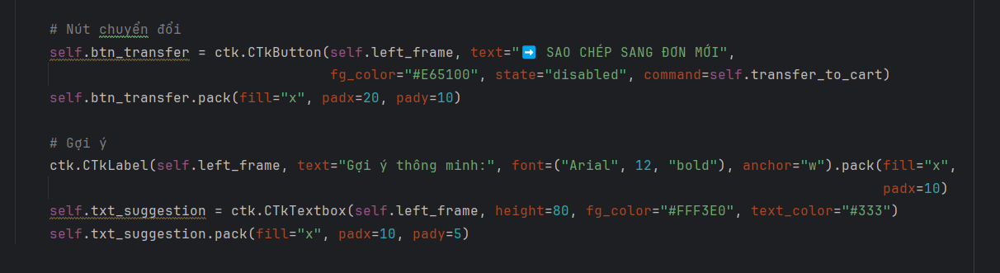 # Nút chuyển đổi
self.btn_transfer = ctk.CTkButton(self.left_frame, text="➡️ SAO CHÉP SANG ĐƠN MỚI",
fg_color="#E65100", state="disabled", command=self.transfer_to_cart)
self.btn_transfer.pack(fill="x", padx=20, pady=10)
# Gợi ý
ctk.CTkLabel(self.left_frame, text="Gợi ý thông minh:", font=("Arial", 12, "bold"), anchor="w").pack(fill="x",
padx=10)
self.txt_suggestion = ctk.CTkTextbox(self.left_frame, height=80, fg_color="#FFF3E0", text_color="#333")
self.txt_suggestion.pack(fill="x", padx=10, pady=5)